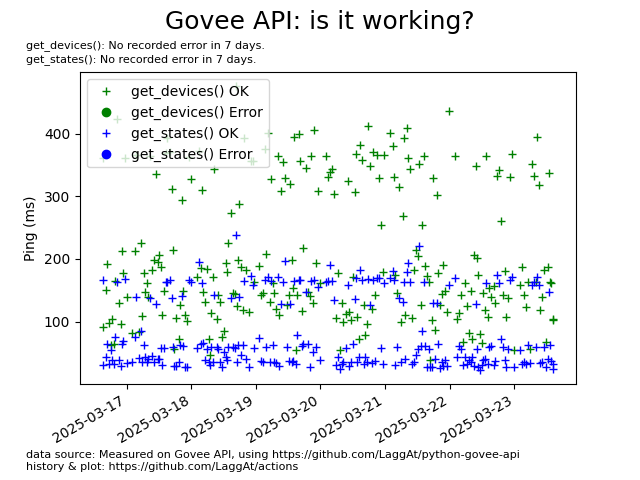 Govee API: is it working?
get_devices(): No recorded error in 7 days.
get_states(): No recorded error in 7 days.
get_devices() OK
get_devices() Error
get_states() OK
get_states() Error
Ping (ms)
400
300
200
100
2025-03-17
2025-03-18
2025-03-19
2025-03-20
2025-03-21
2025-03-22
2025-03-23
data source: Measured on Govee API, using https://github.com/LaggAt/python-govee-api
history & plot: https://github.com/LaggAt/actions